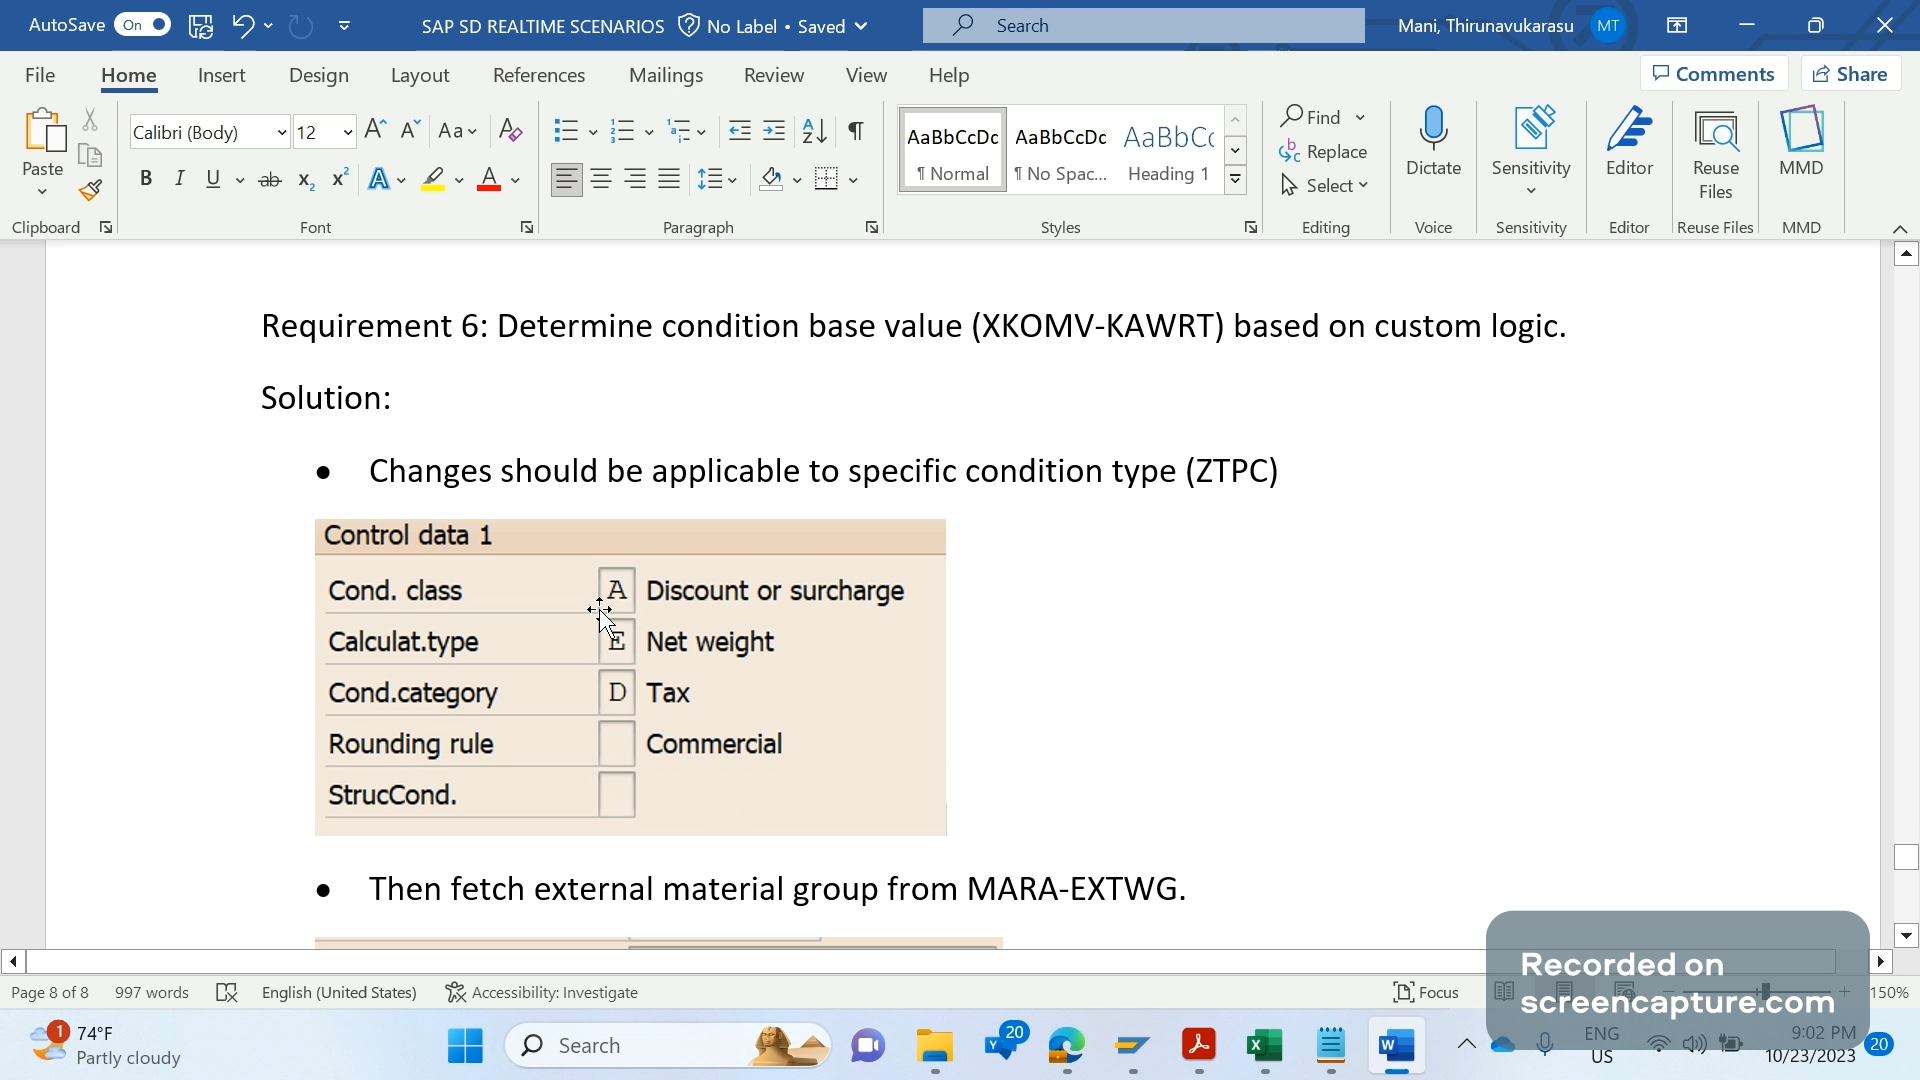 AutoSave On SAP SD REALTIME SCENARIOS No Label • Saved Search Mani, Thirunavukarasu MT
File Home Insert Design Layout References Mailings Review View Help Comments Share
Calibri (Body) 12 Aa AaBbCcDc AaBbCcDc AaBbCc Find
Paste Replace Dictate Sensitivity Editor Reuse Files MMD
B I U ab x₂ x² A A ¶ Normal ¶ No Spac... Heading 1 Select
Clipboard Font Paragraph Styles Editing Voice Sensitivity Editor Reuse Files MMD
Requirement 6: Determine condition base value (XKOMV-KAWRT) based on custom logic.
Solution:
• Changes should be applicable to specific condition type (ZTPC)
Control data 1
Cond. class A Discount or surcharge
Calculat.type E Net weight
Cond.category D Tax
Rounding rule Commercial
StrucCond.
• Then fetch external material group from MARA-EXTWG.
Recorded on
screencapture.com
Page 8 of 8 997 words English (United States) Accessibility: Investigate Focus 150%
1 74°F
Partly cloudy
Search 20 ENG
US
9:02 PM
10/23/2023 20